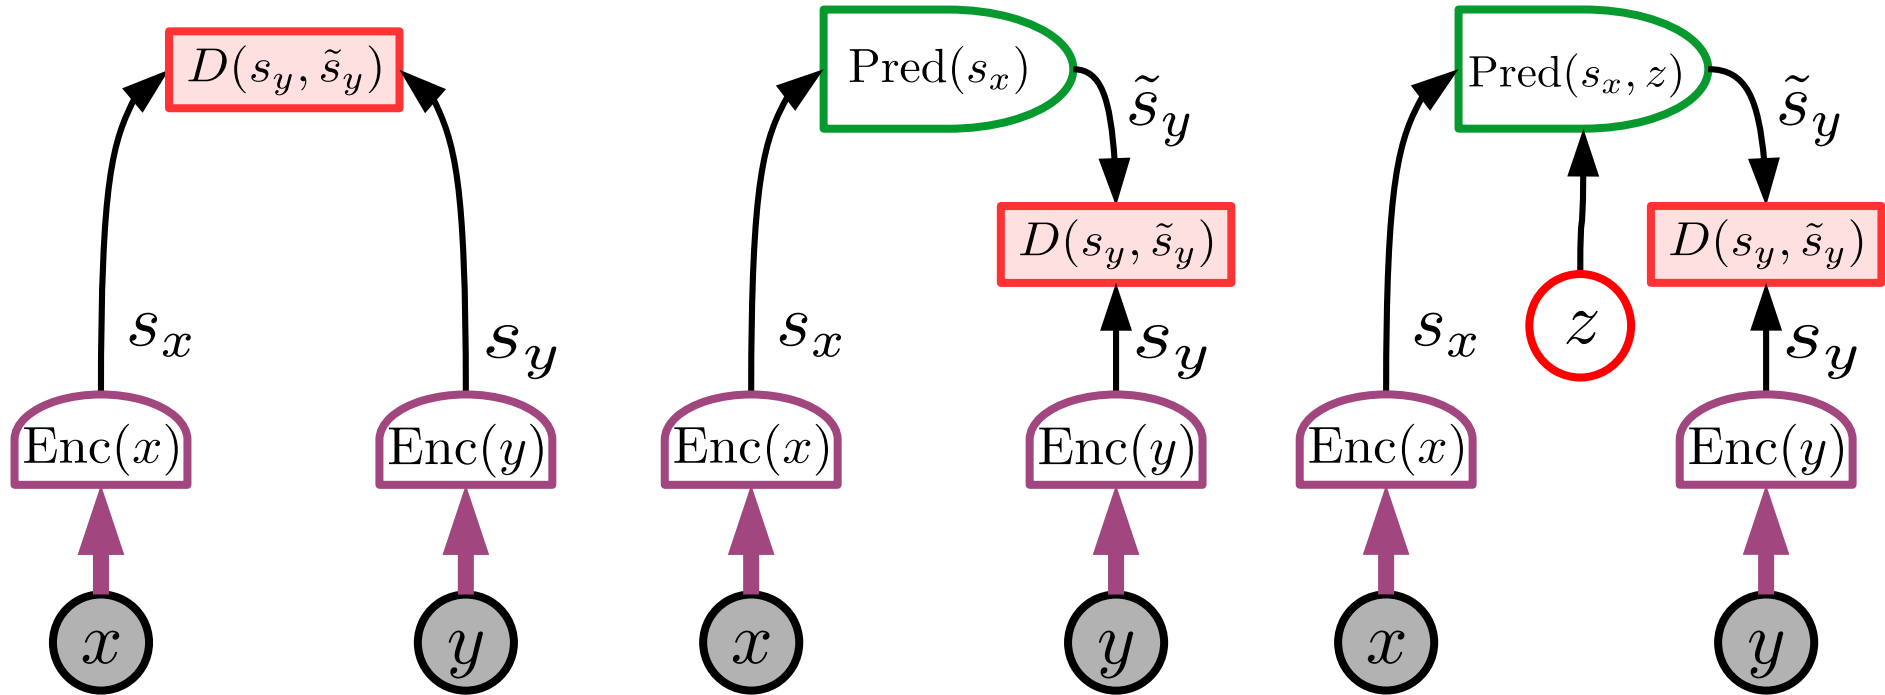 D(s_y, s̃_y)
s_x
s_y
Enc(x)
Enc(y)
x
y
Pred(s_x)
s̃_y
D(s_y, s̃_y)
s_x
s_y
Enc(x)
Enc(y)
x
y
Pred(s_x, z)
s̃_y
D(s_y, s̃_y)
s_x
z
s_y
Enc(x)
Enc(y)
x
y